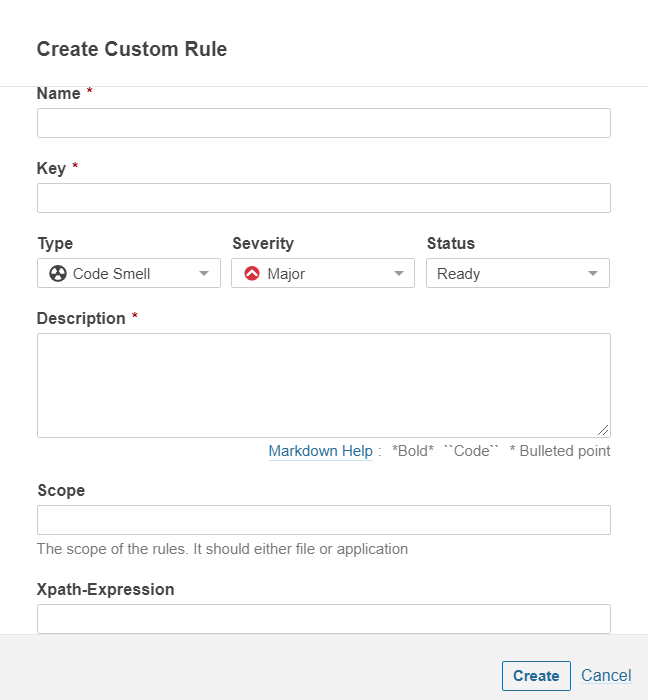 Create Custom Rule
Name *
Key *
Type Severity Status
Code Smell Major Ready
Description *
Markdown Help : *Bold* ``Code`` * Bulleted point
Scope
The scope of the rules. It should either file or application
Xpath-Expression
Create Cancel